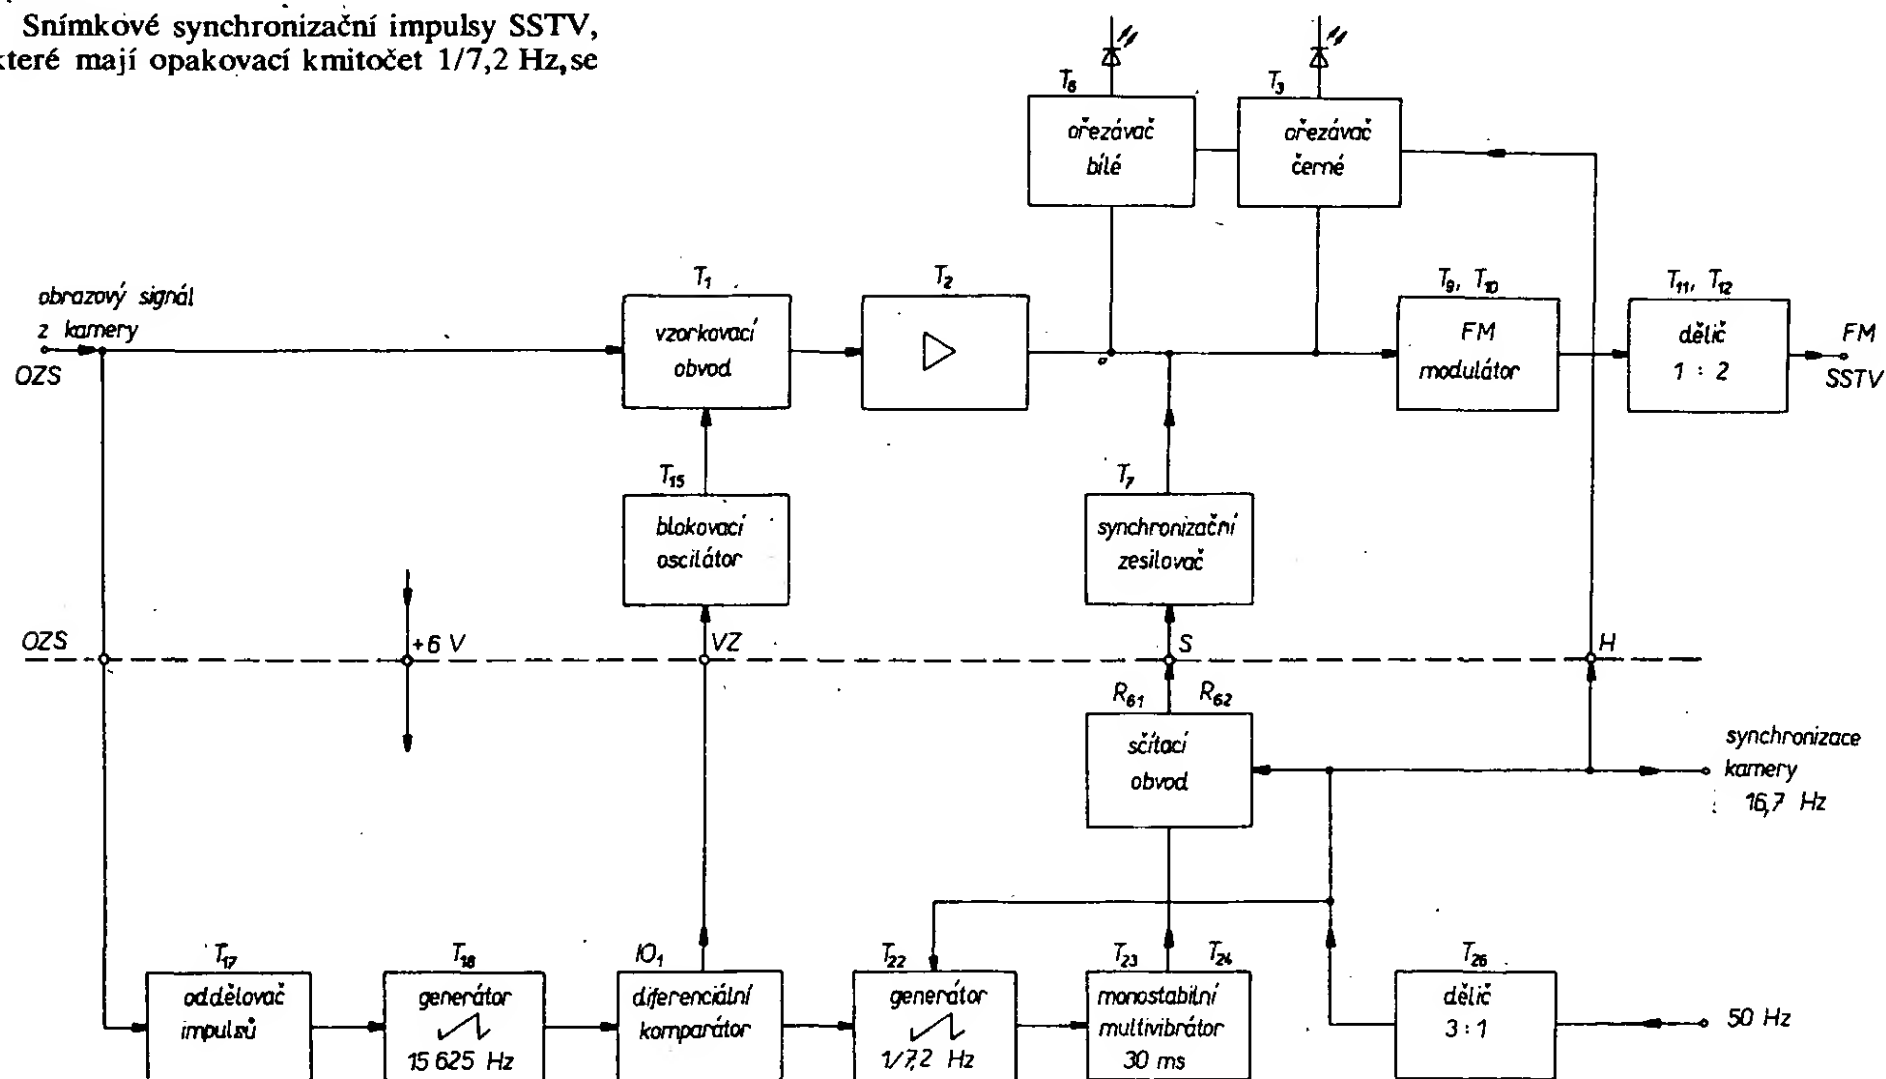 Snímkové synchronizační impulsy SSTV,
které mají opakovací kmitočet 1/7,2 Hz, se
T6
T3
ořezávač
bílé
ořezávač
černé
obrazový signál
z kamery
OZS
T1
vzorkovací
obvod
T2
T9, T10
FM
modulátor
T11, T12
dělič
1 : 2
FM
SSTV
T15
blokovací
oscilátor
T7
synchronizační
zesilovač
OZS
+6 V
VZ
S
H
R61
R62
sčítací
obvod
synchronizace
kamery
16,7 Hz
T17
oddělovač
impulsů
T18
generátor
15 625 Hz
IO1
diferenciální
komparátor
T22
generátor
1/7,2 Hz
T23
T24
monostabilní
multivibrátor
30 ms
T26
dělič
3 : 1
50 Hz